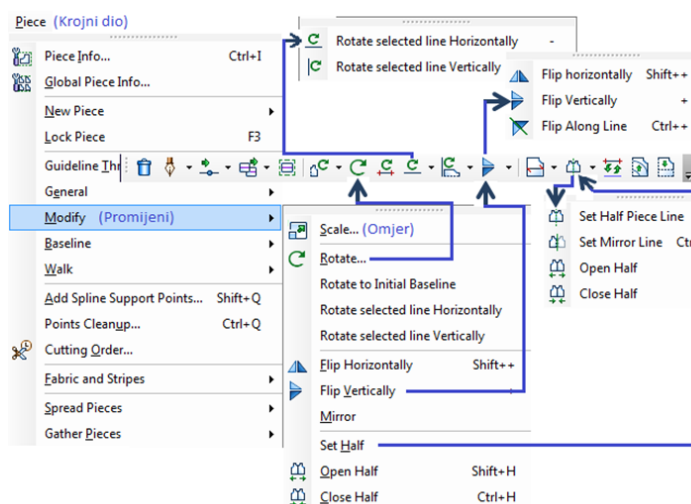 Piece (Krojni dio)
Piece Info... Ctrl+I
Global Piece Info...
New Piece
Lock Piece F3
Guideline Thr
General
Modify (Promijeni)
Baseline
Walk
Add Spline Support Points... Shift+Q
Points Cleanup... Ctrl+Q
Cutting Order...
Fabric and Stripes
Spread Pieces
Gather Pieces
Rotate selected line Horizontally -
Rotate selected line Vertically
Flip horizontally Shift++
Flip Vertically +
Flip Along Line Ctrl++
Set Half Piece Line
Set Mirror Line Ct
Open Half
Close Half
Scale... (Omjer)
Rotate...
Rotate to Initial Baseline
Rotate selected line Horizontally
Rotate selected line Vertically
Flip Horizontally Shift++
Flip Vertically +
Mirror
Set Half
Open Half Shift+H
Close Half Ctrl+H